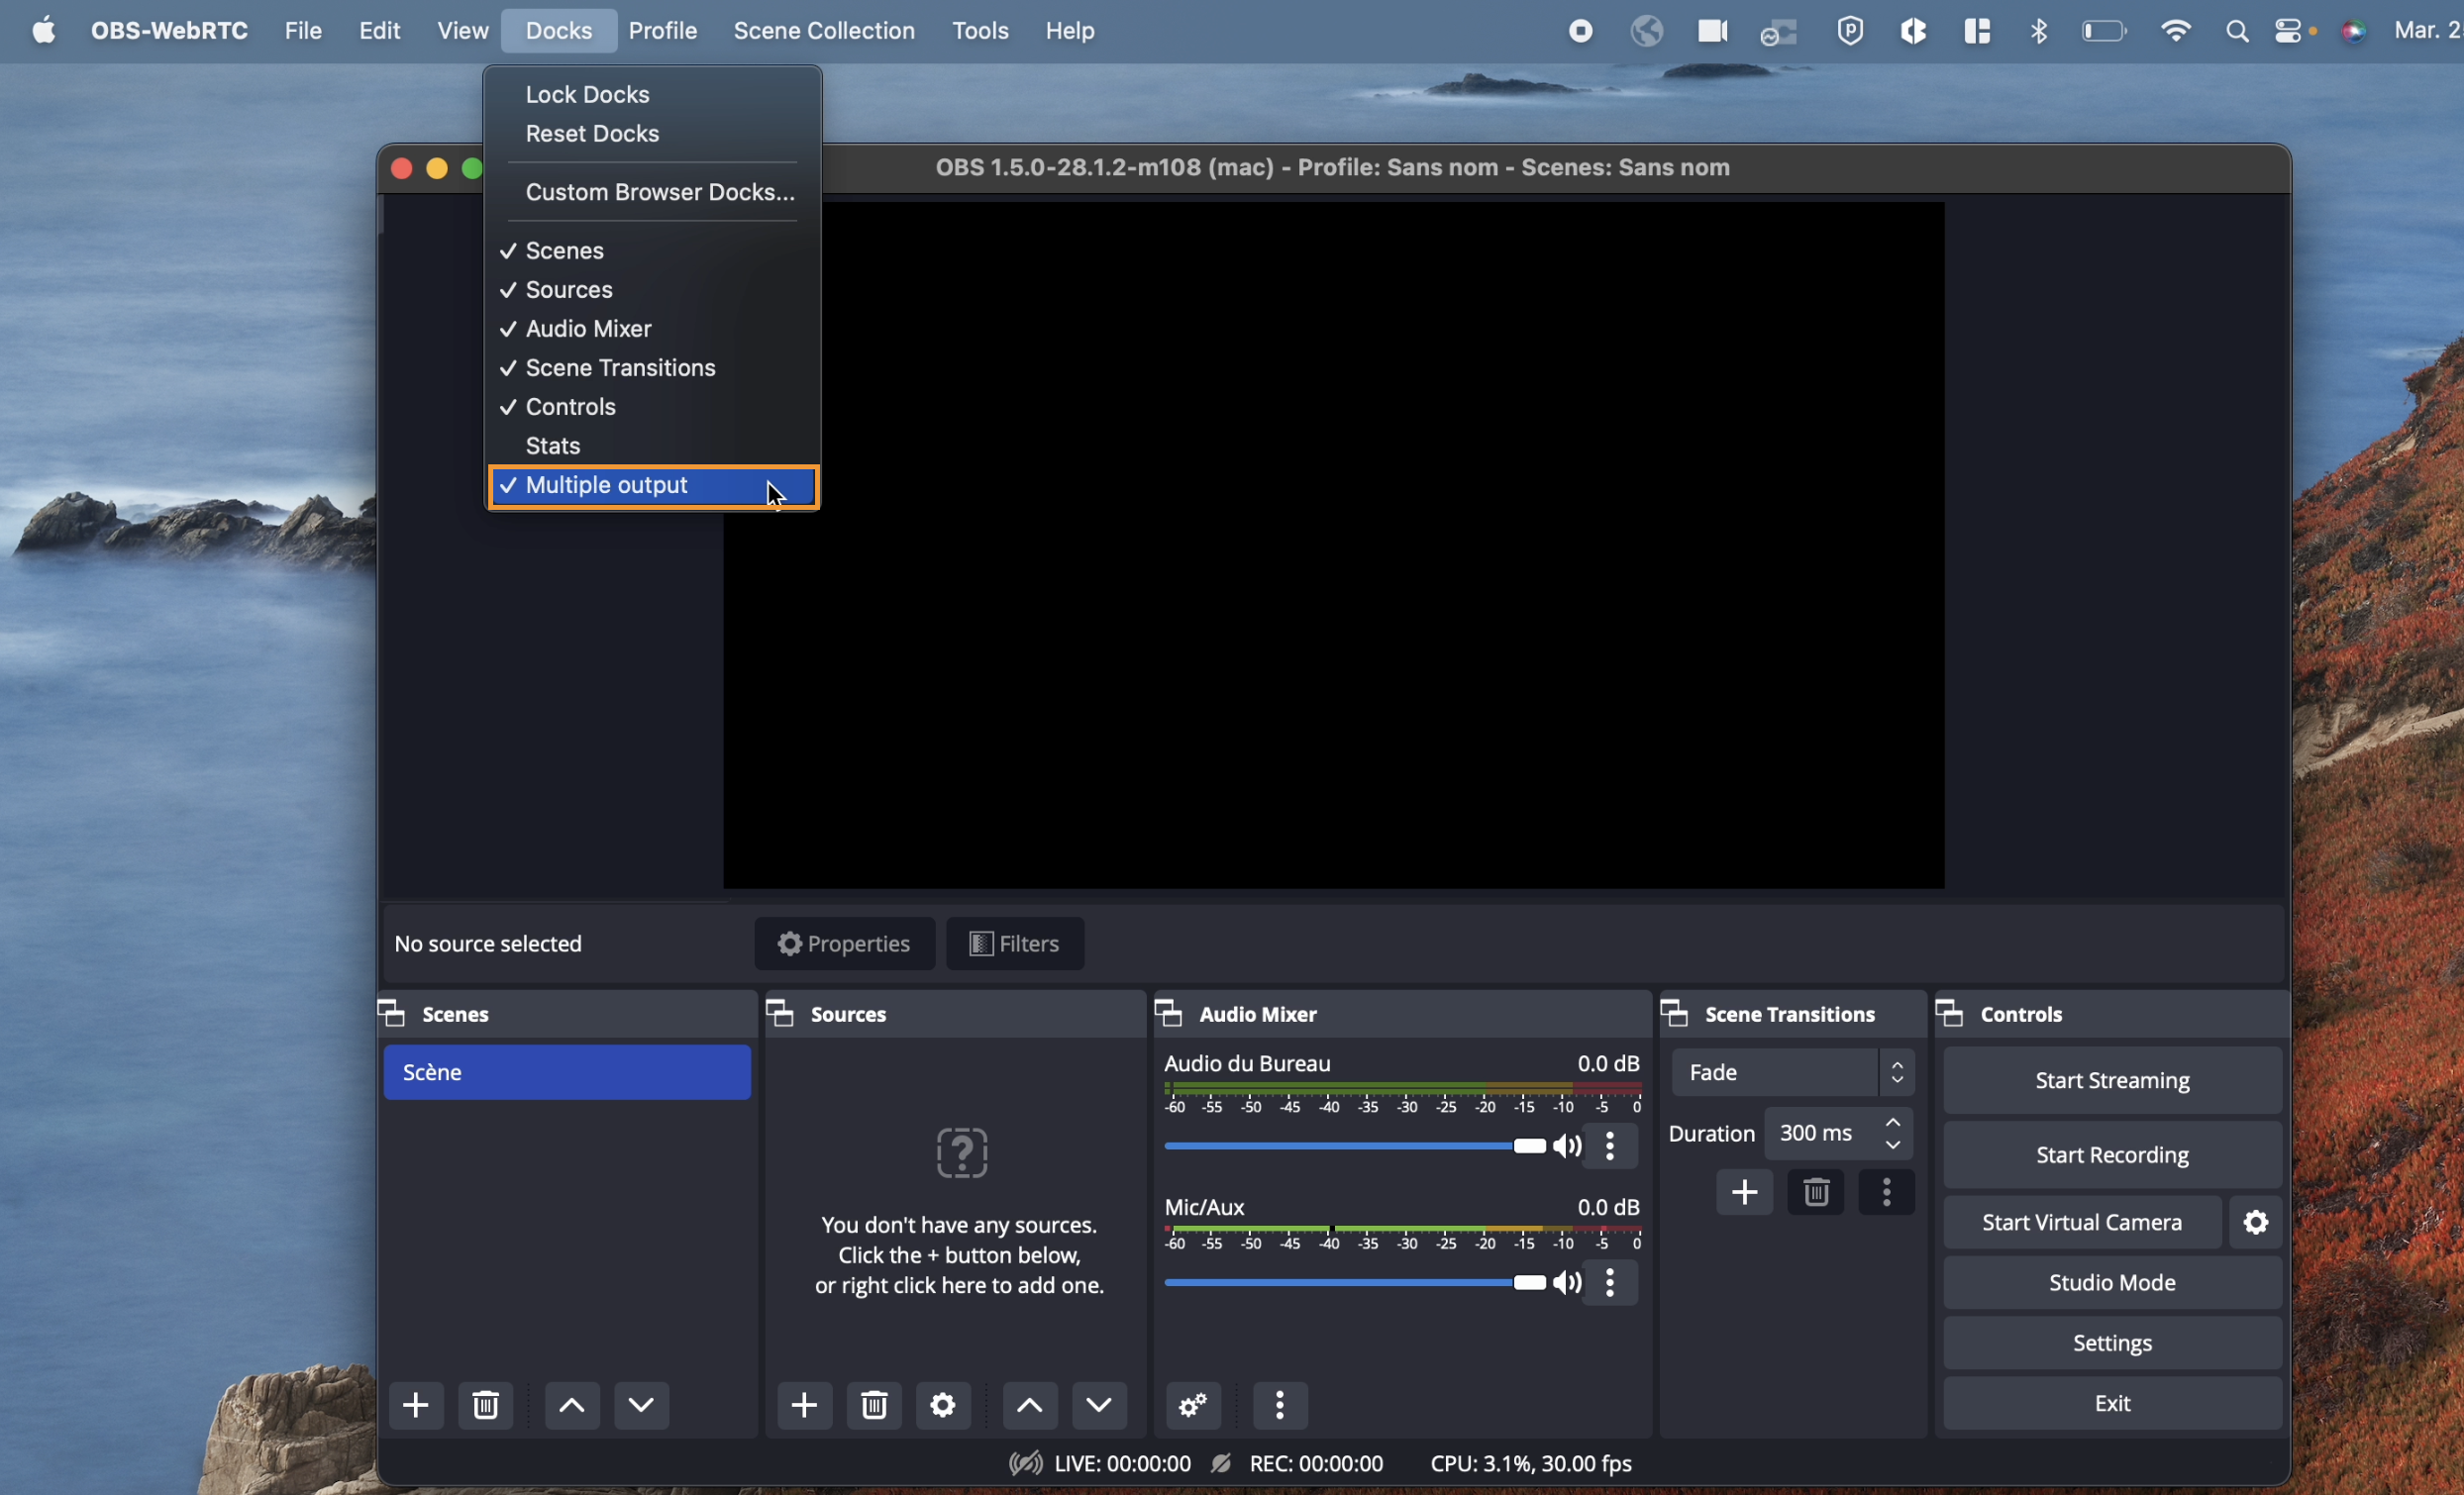 OBS-WebRTC File Edit View Docks Profile Scene Collection Tools Help Mar. 2
Lock Docks
Reset Docks
Custom Browser Docks...
✓ Scenes
✓ Sources
✓ Audio Mixer
✓ Scene Transitions
✓ Controls
Stats
✓ Multiple output
OBS 1.5.0-28.1.2-m108 (mac) - Profile: Sans nom - Scenes: Sans nom
No source selected Properties Filters
Scenes
Scène
Sources
You don't have any sources.
Click the + button below,
or right click here to add one.
Audio Mixer
Audio du Bureau 0.0 dB
-60 -55 -50 -45 -40 -35 -30 -25 -20 -15 -10 -5 0
Mic/Aux 0.0 dB
-60 -55 -50 -45 -40 -35 -30 -25 -20 -15 -10 -5 0
Scene Transitions
Fade
Duration 300 ms
Controls
Start Streaming
Start Recording
Start Virtual Camera
Studio Mode
Settings
Exit
LIVE: 00:00:00 REC: 00:00:00 CPU: 3.1%, 30.00 fps